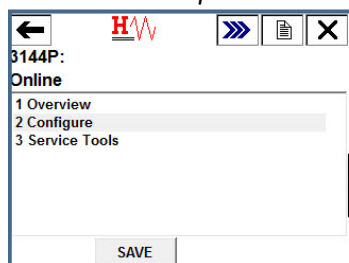 H
3144P:
Online
1 Overview
2 Configure
3 Service Tools
SAVE